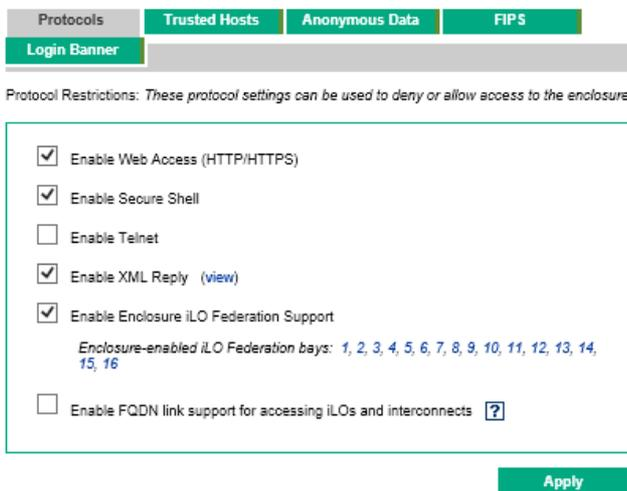 Protocols Trusted Hosts Anonymous Data FIPS
Login Banner
Protocol Restrictions: These protocol settings can be used to deny or allow access to the enclosure
Enable Web Access (HTTP/HTTPS)
Enable Secure Shell
Enable Telnet
Enable XML Reply (view)
Enable Enclosure iLO Federation Support
Enclosure-enabled iLO Federation bays: 1, 2, 3, 4, 5, 6, 7, 8, 9, 10, 11, 12, 13, 14,
15, 16
Enable FQDN link support for accessing iLOs and interconnects ?
Apply